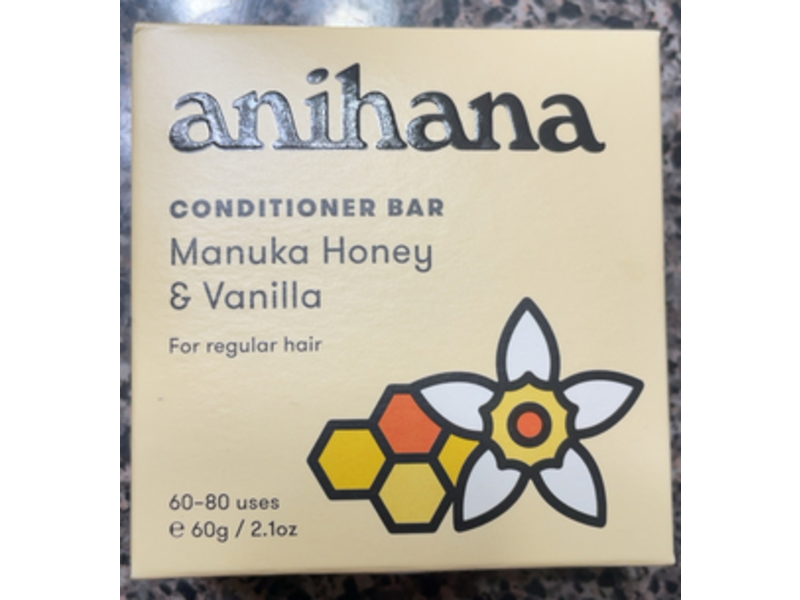 anihana
CONDITIONER BAR
Manuka Honey
& Vanilla
For regular hair
60-80 uses
℮ 60g / 2.1oz